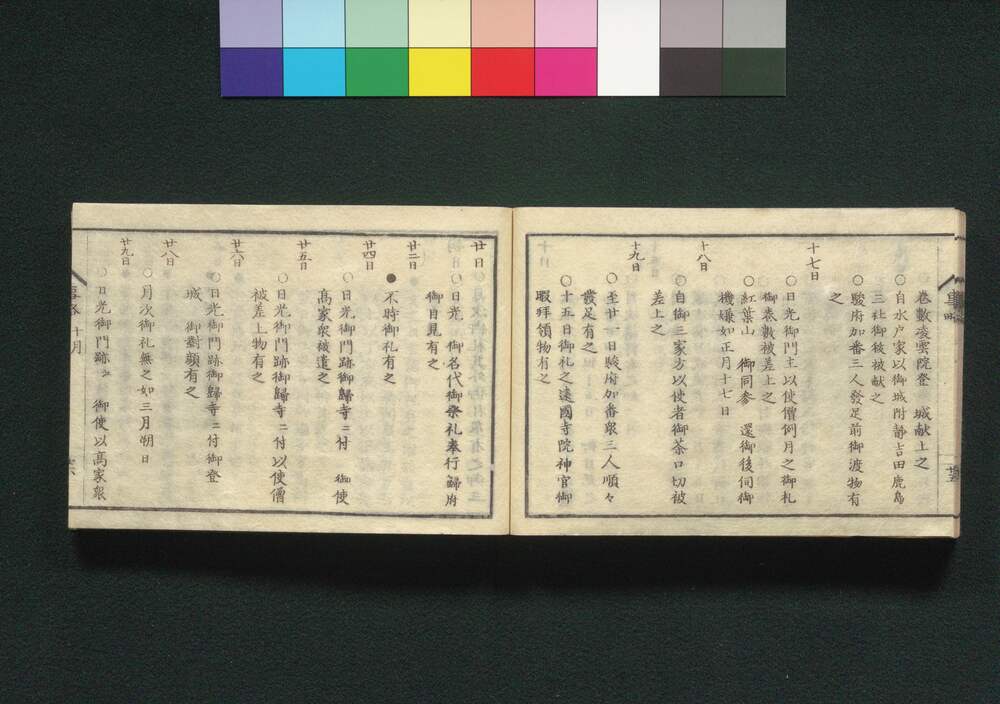 巻數凌雲院登 城献上之
○自水戸家以御城附静吉田鹿島
三社御祓被献之
○駿府加番三人發足前御渡物有
之
十七日
○日光御門主以使僧例月之御札
御巻數被差上之
○紅葉山 御同参 還御後伺御
機嫌如正月十七日
十八日
○自御三家方以使者御茶口切被
差上之
十九日
○至廿一日駿府加番衆三人順々
發足有之
○十五日御礼之遠國寺院神官御
暇拜領物有之
廿日
○日光 御名代御祭礼奉行歸府
御目見有之
廿二日
●不時御礼有之
廿四日
○日光御門跡御歸寺ニ付 御使
高家衆被遣之
廿五日
○日光御門跡御歸寺ニ付以使僧
被差上物有之
廿六日
○日光御門跡御歸寺ニ付御登
城 御對顔有之
廿八日
○月次御礼無之如三月朔日
廿九日
○日光御門跡 御使以高家衆
十月